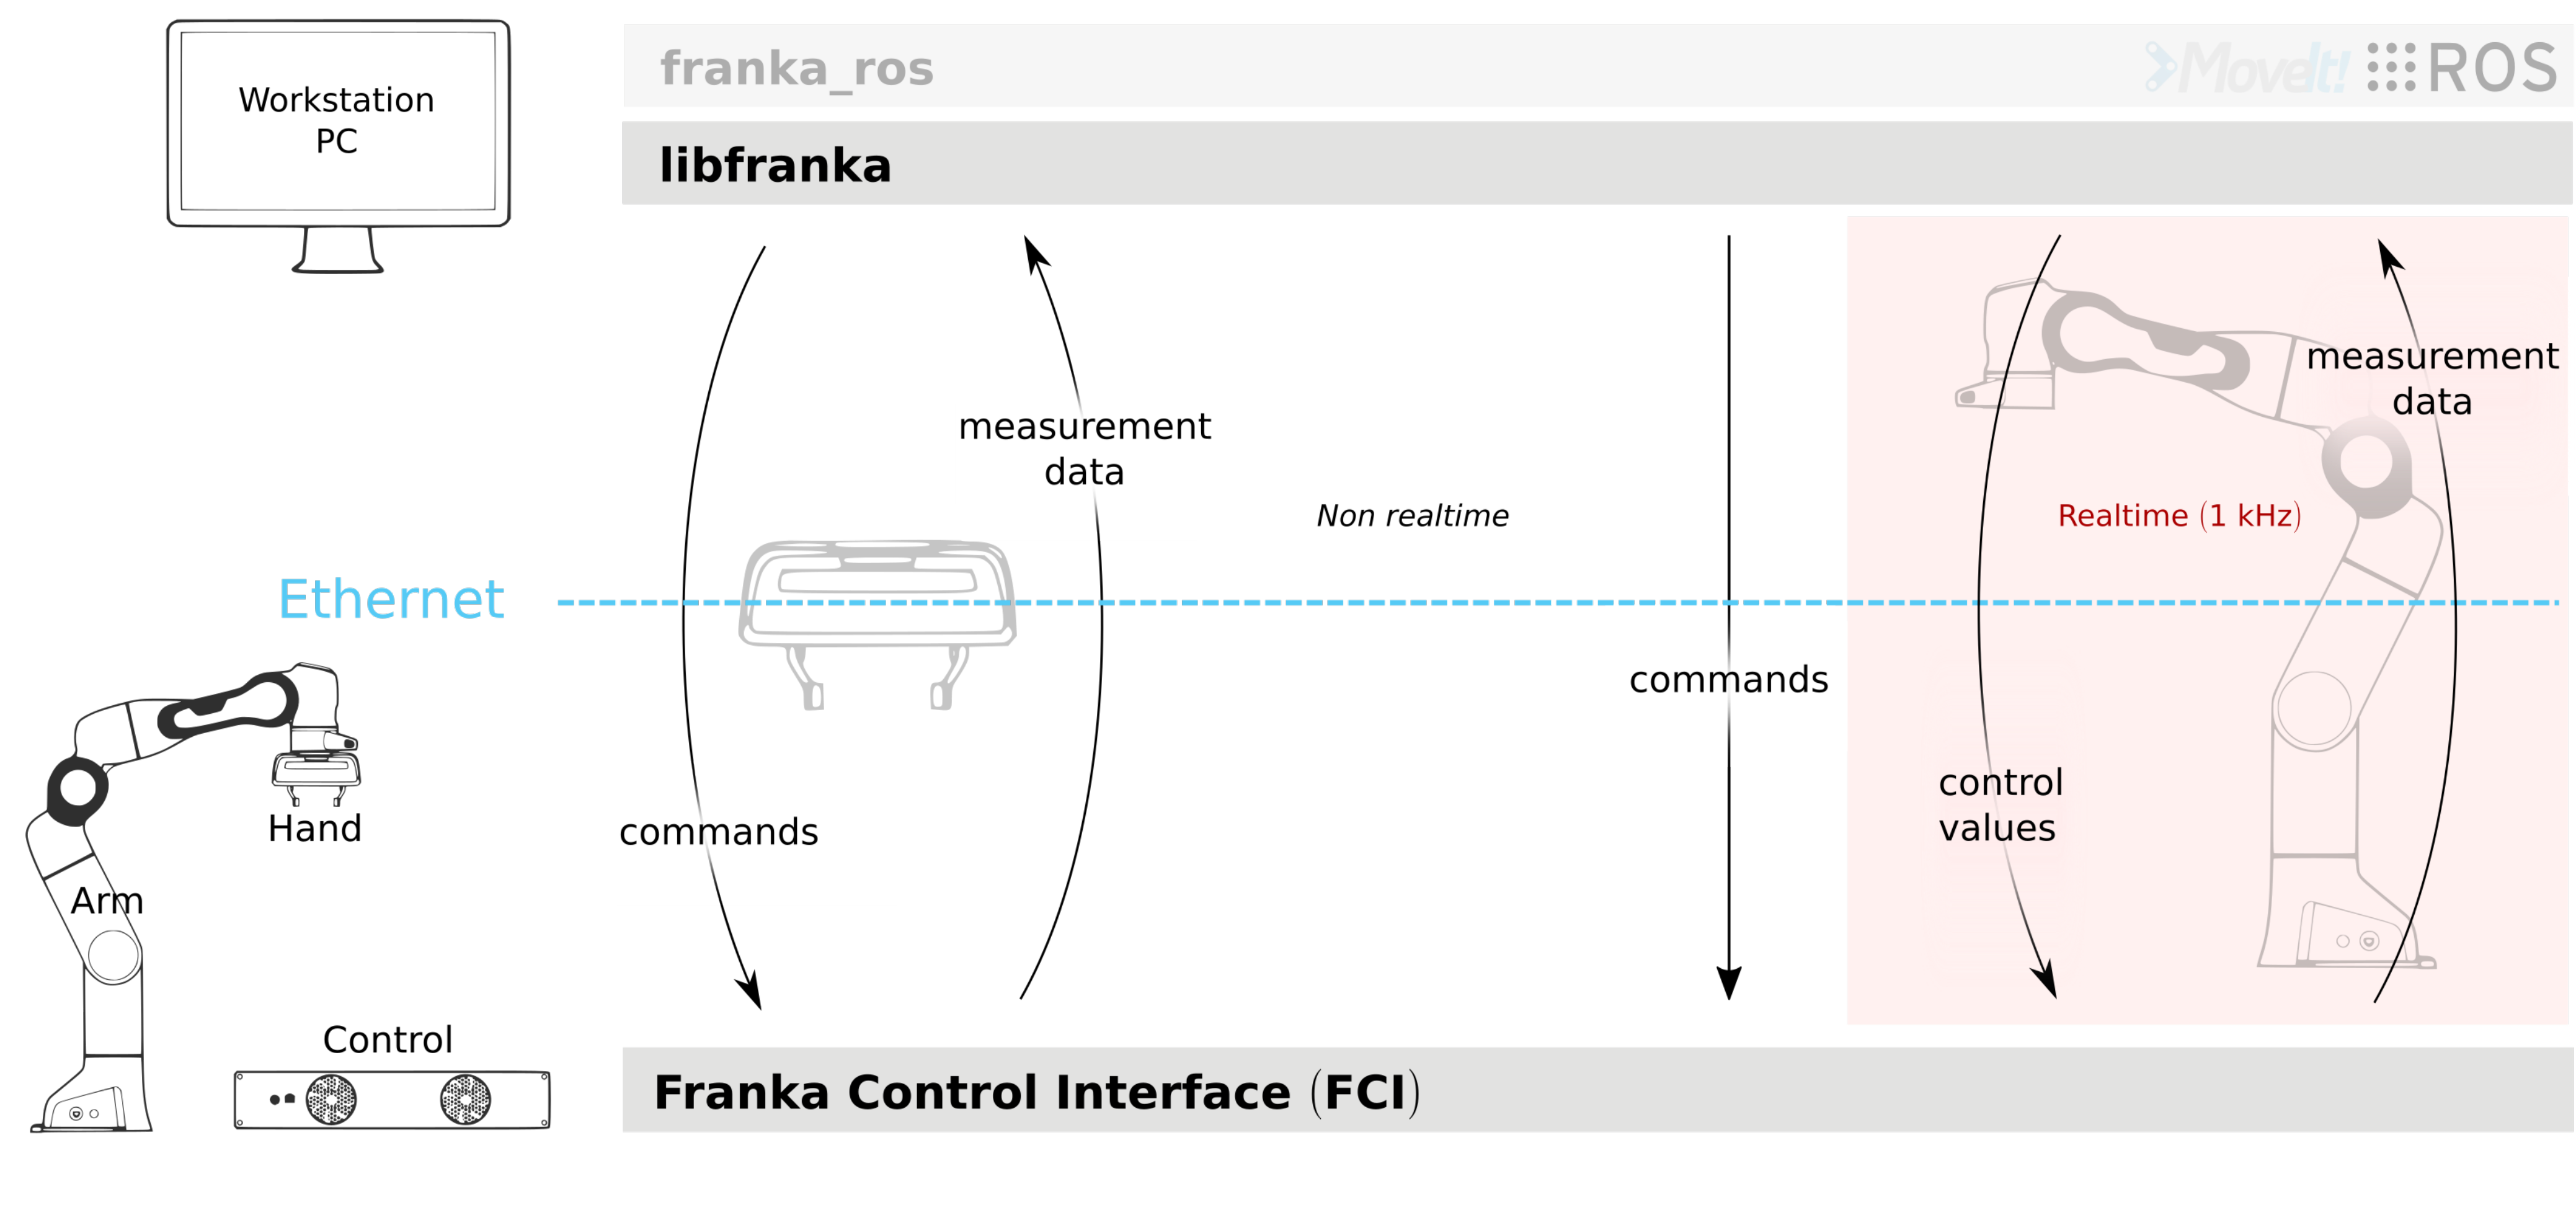 Workstation
PC
franka_ros
MoveIt! ROS
libfranka
measurement
data
measurement
data
Non realtime
Realtime (1 kHz)
Ethernet
commands
control
values
commands
Hand
Arm
Control
Franka Control Interface (FCI)